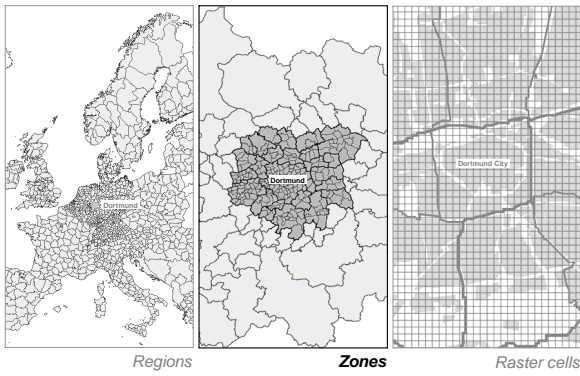 Dortmund
Dortmund
Dortmund City
Regions
Zones
Raster cells